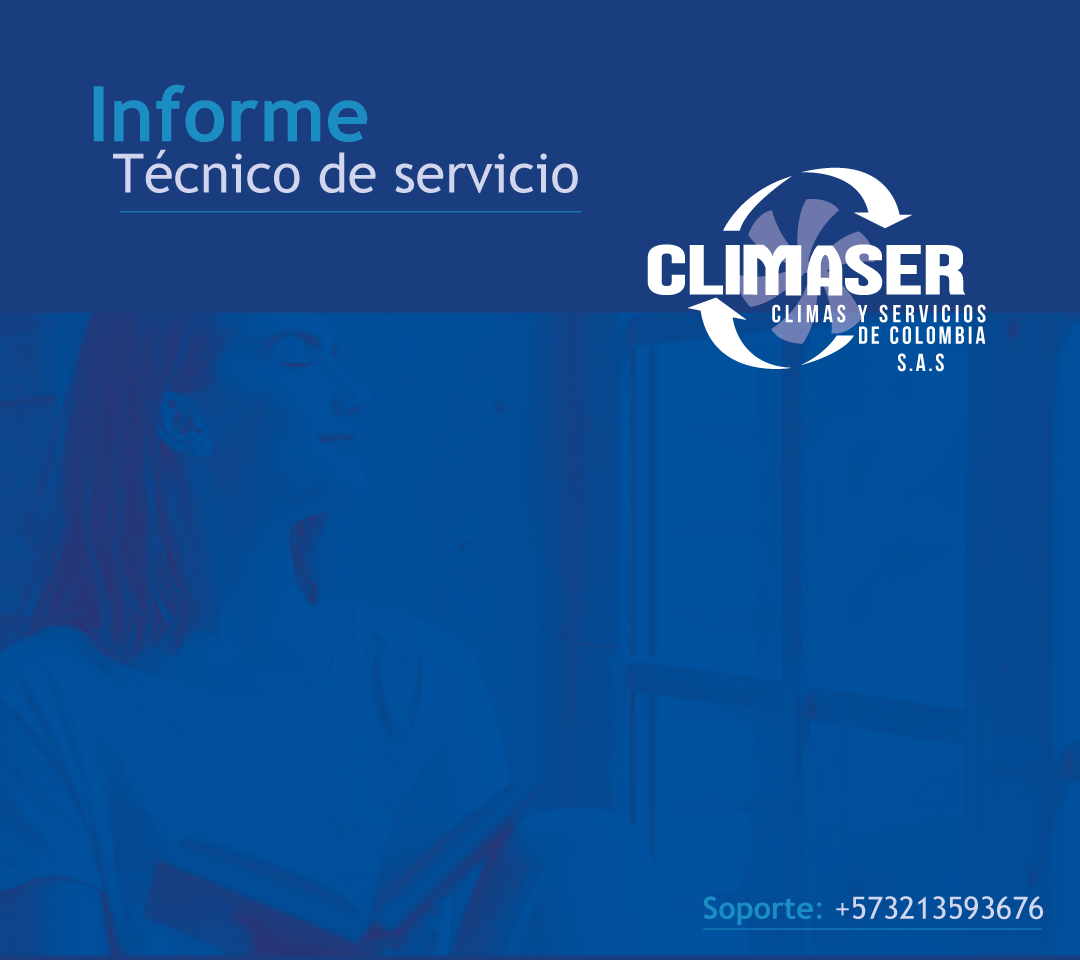 Informe
Técnico de servicio
CLIMASER
CLIMAS Y SERVICIOS
DE COLOMBIA
S.A.S
Soporte: +573213593676